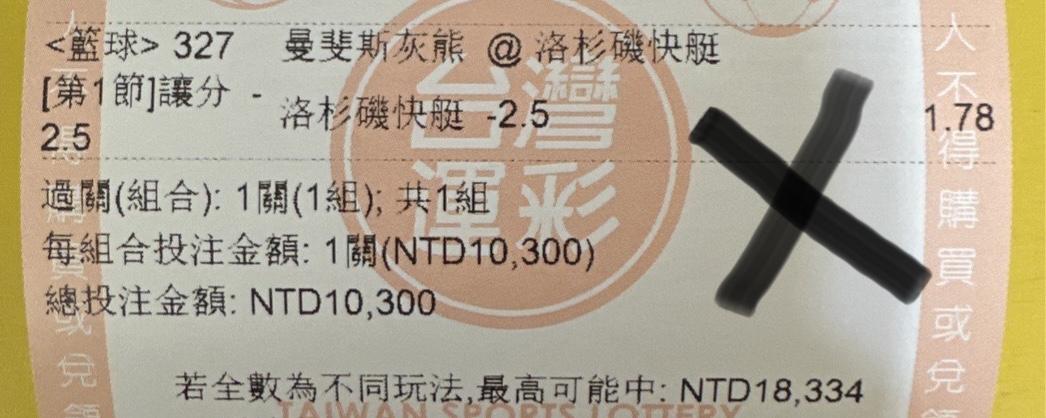 <籃球> 327 曼斐斯灰熊 @ 洛杉磯快艇
[第1節]讓分 -
2.5
洛杉磯快艇 -2.5
1.78
過關(組合): 1關(1組); 共1組
每組合投注金額: 1關(NTD10,300)
總投注金額: NTD10,300
若全數為不同玩法,最高可能中: NTD18,334
TAIWAN SPORTS LOTTERY
台灣
運彩
人不得購買或兌